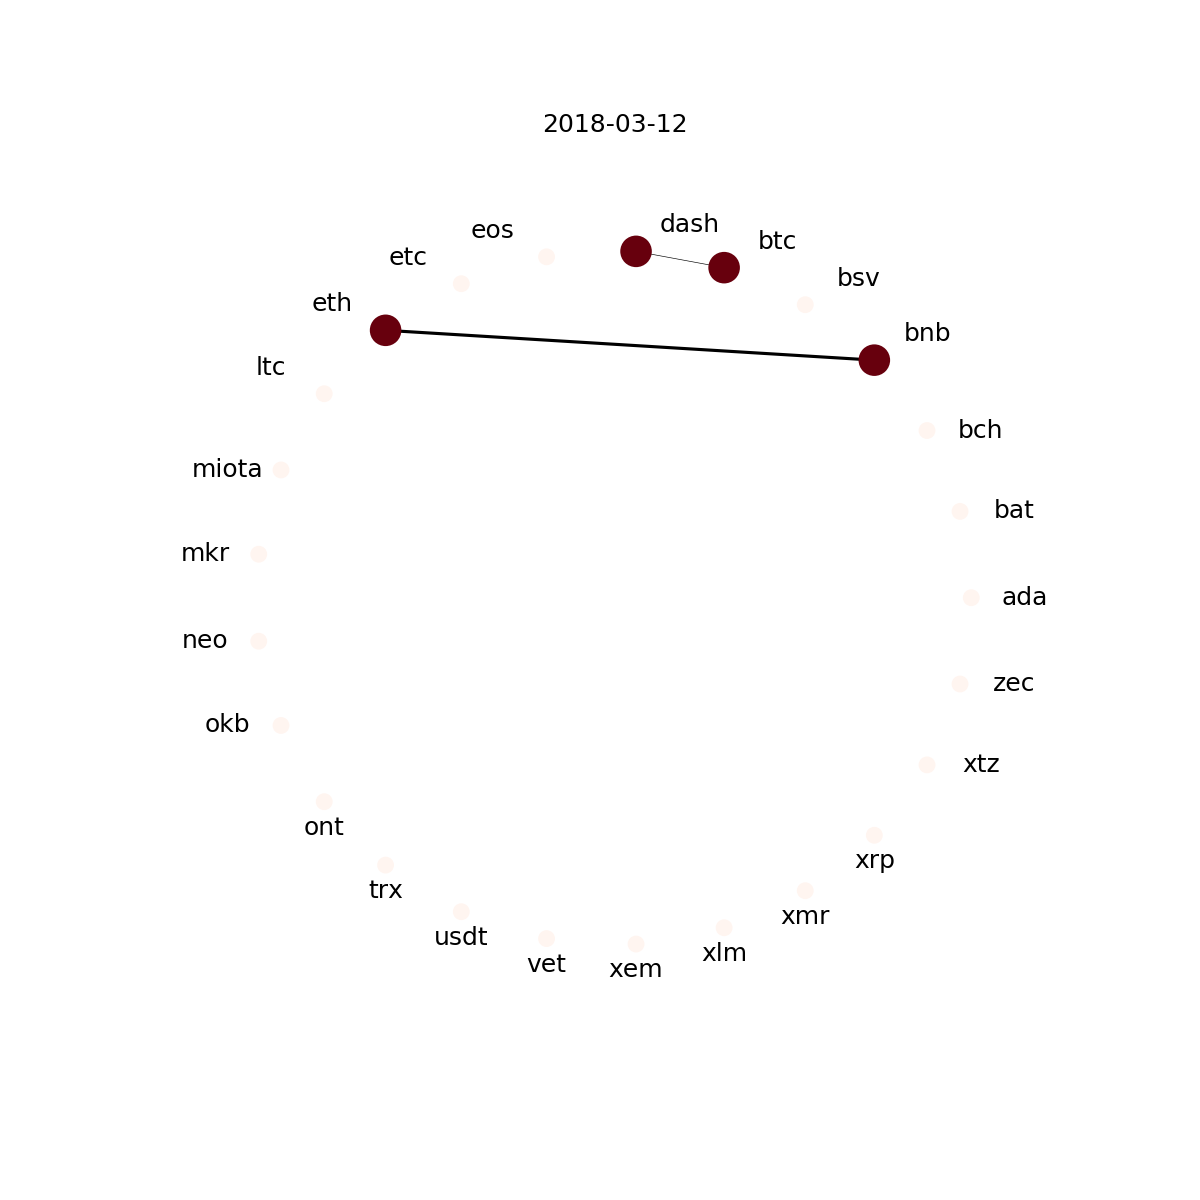 2018-03-12
dash
eos
btc
etc
bsv
eth
bnb
ltc
bch
miota
bat
mkr
ada
neo
zec
okb
xtz
ont
xrp
trx
xmr
usdt
xlm
vet
xem